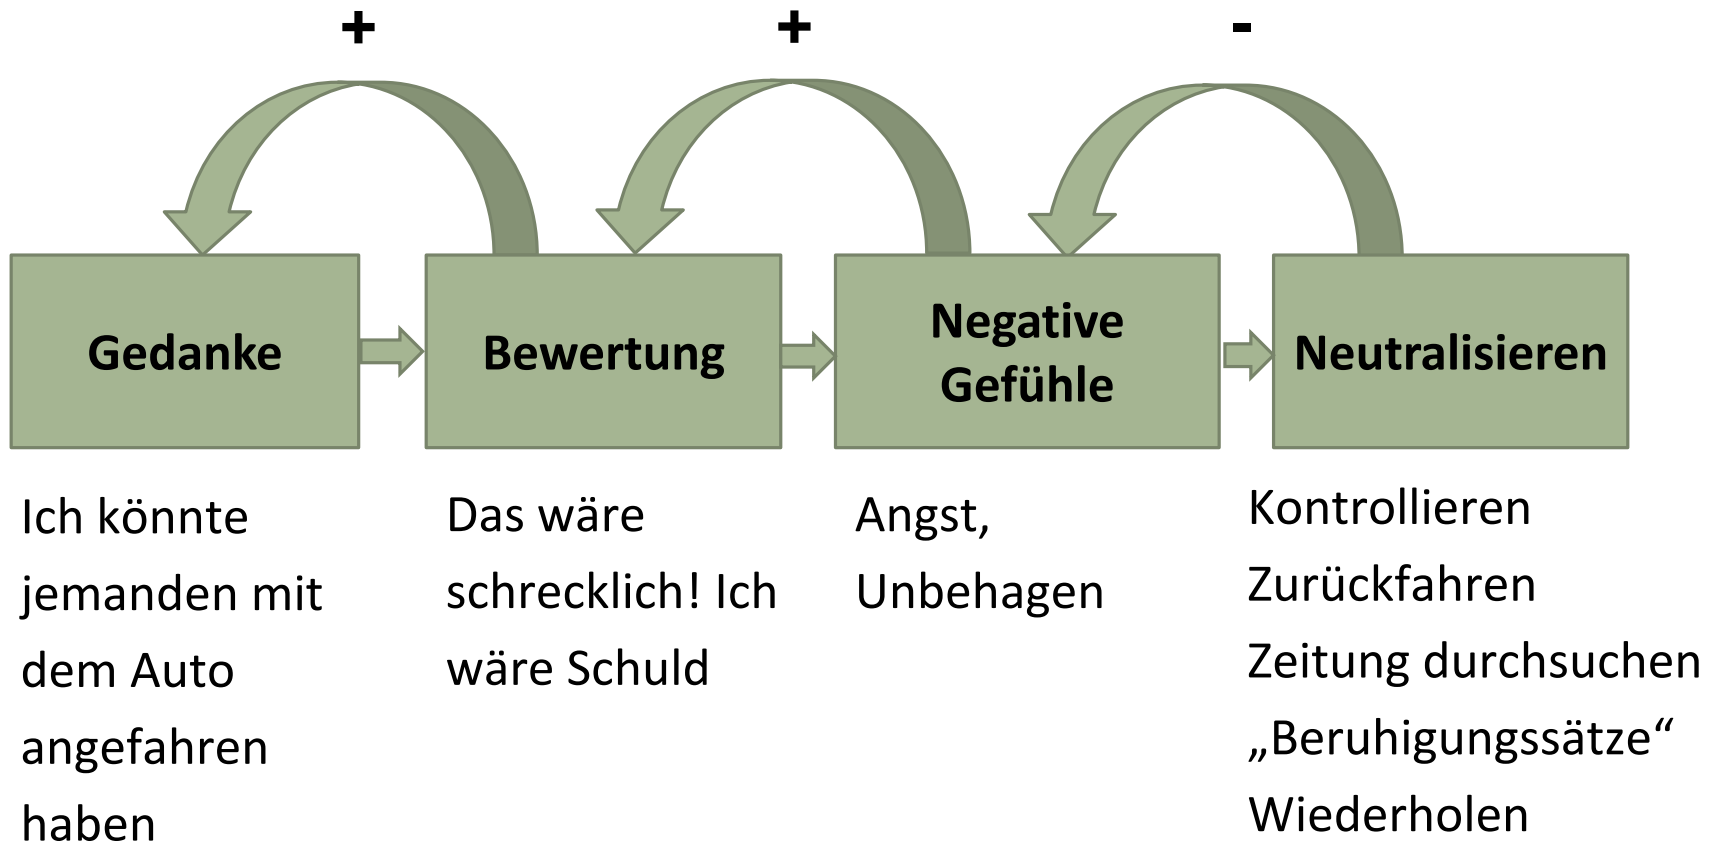 +
+
-
Gedanke
Bewertung
Negative
Gefühle
Neutralisieren
Ich könnte
jemanden mit
dem Auto
angefahren
haben
Das wäre
schrecklich! Ich
wäre Schuld
Angst,
Unbehagen
Kontrollieren
Zurückfahren
Zeitung durchsuchen
„Beruhigungssätze“
Wiederholen